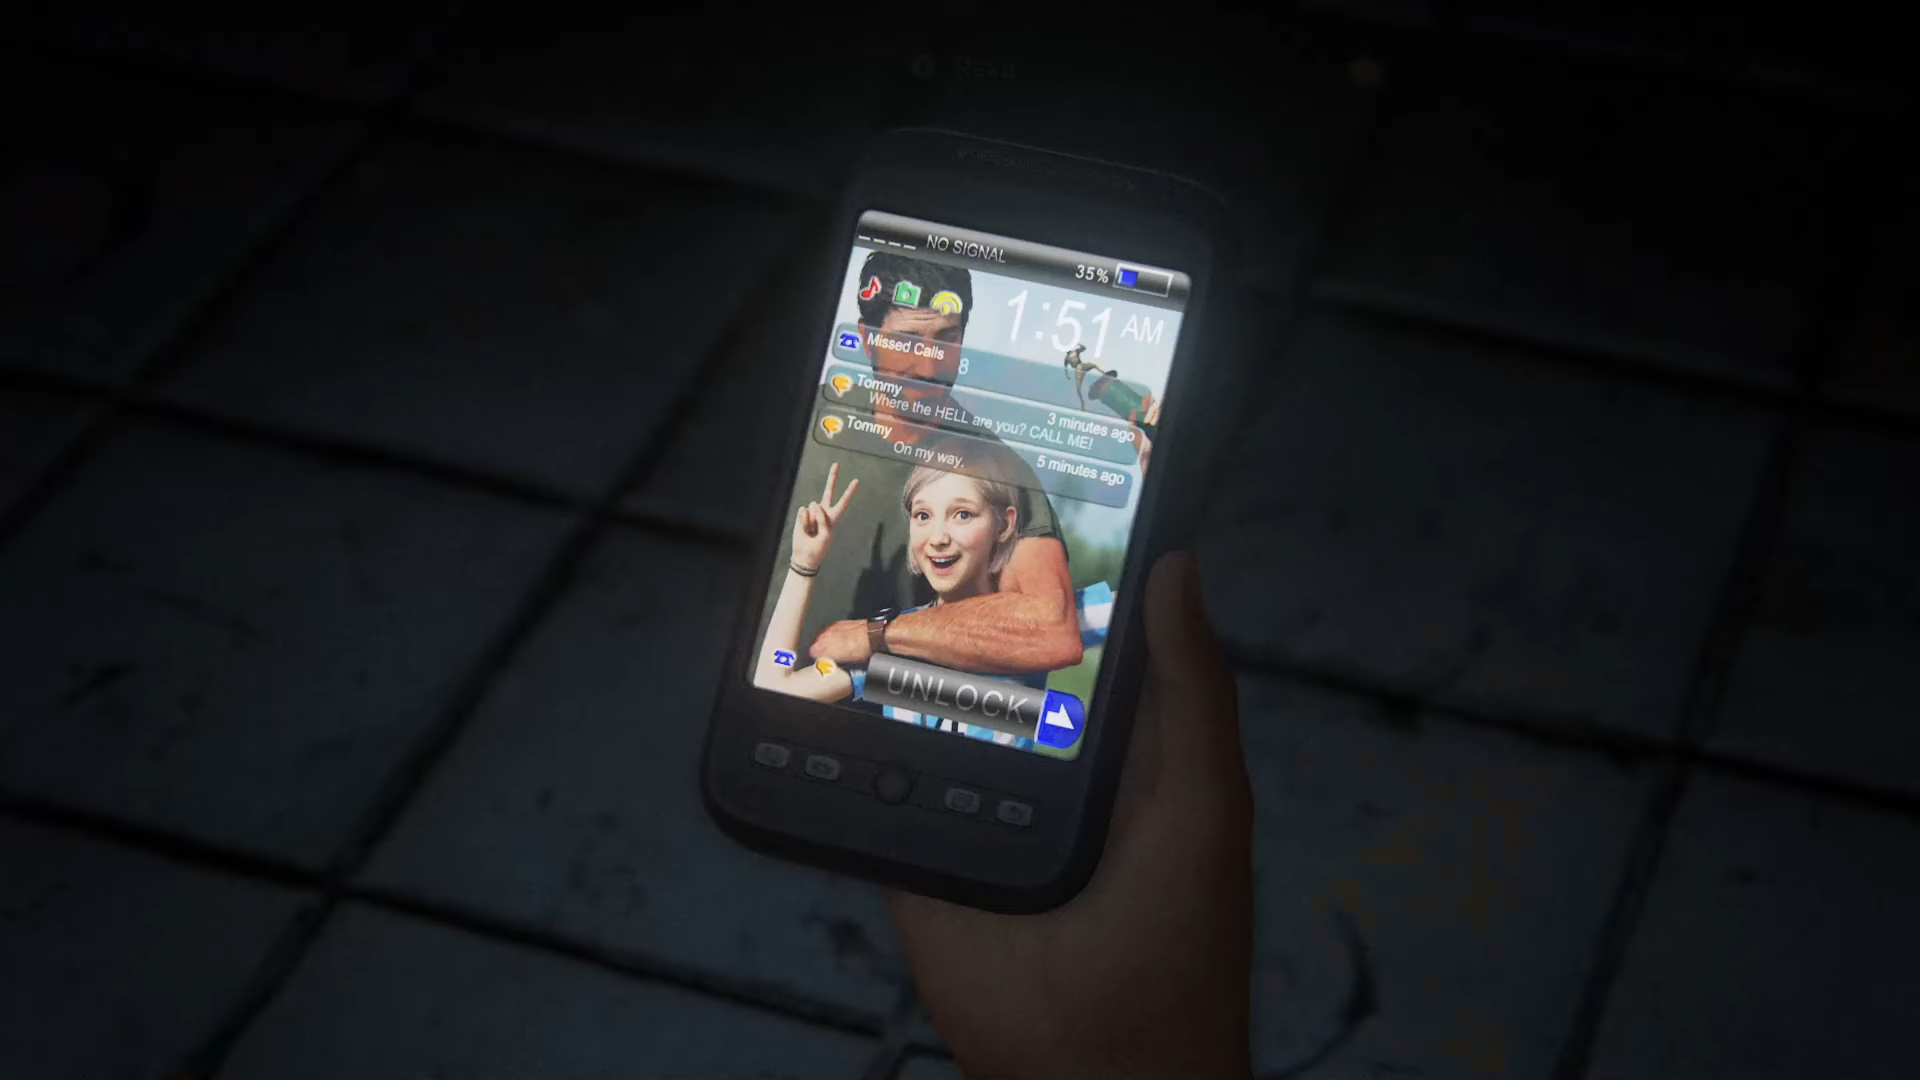 Read
NO SIGNAL 35%
1:51 AM
Missed Calls
8
Tommy
3 minutes ago
Where the HELL are you? CALL ME!
Tommy
5 minutes ago
On my way.
UNLOCK